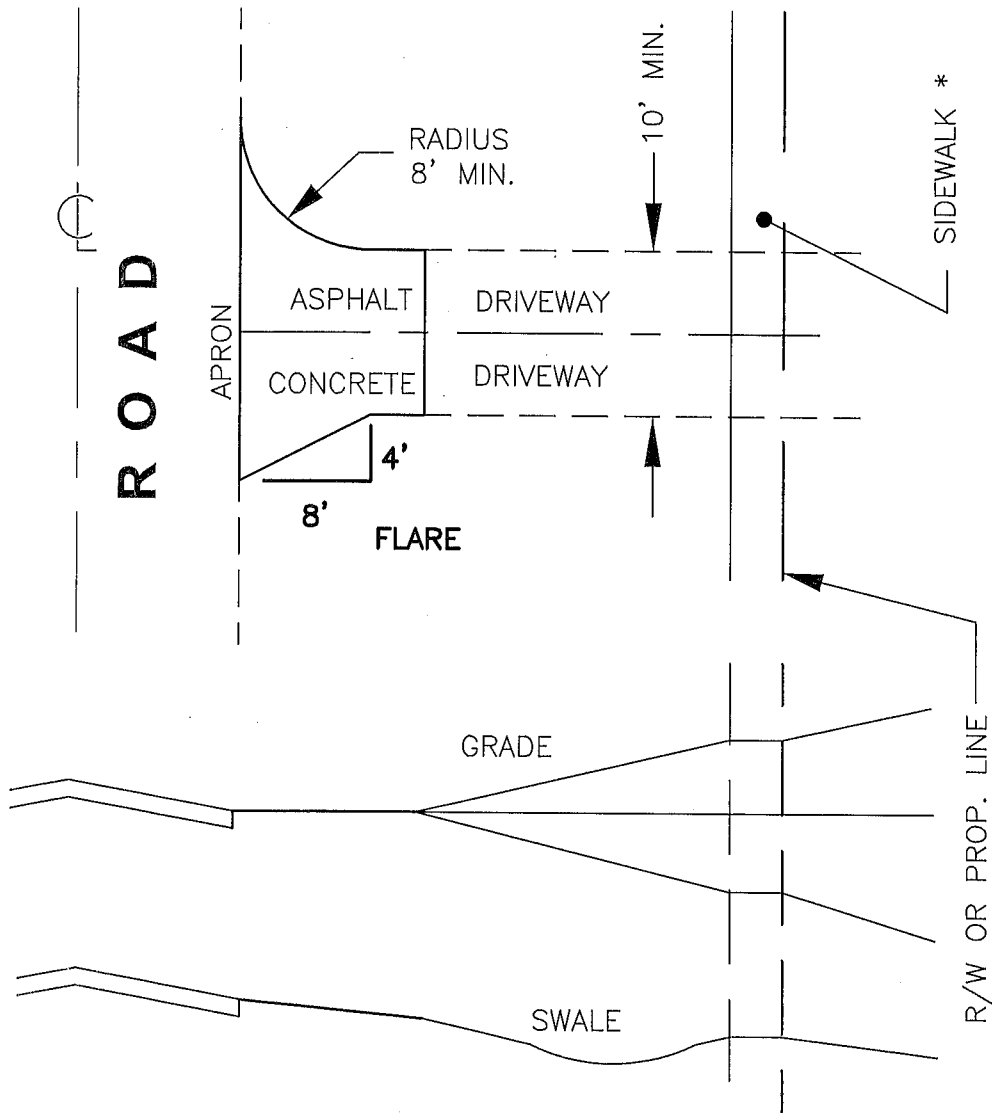 ℄
ROAD
APRON
RADIUS
8' MIN.
10' MIN.
SIDEWALK *
ASPHALT
DRIVEWAY
CONCRETE
DRIVEWAY
4'
8'
FLARE
GRADE
R/W OR PROP. LINE
SWALE